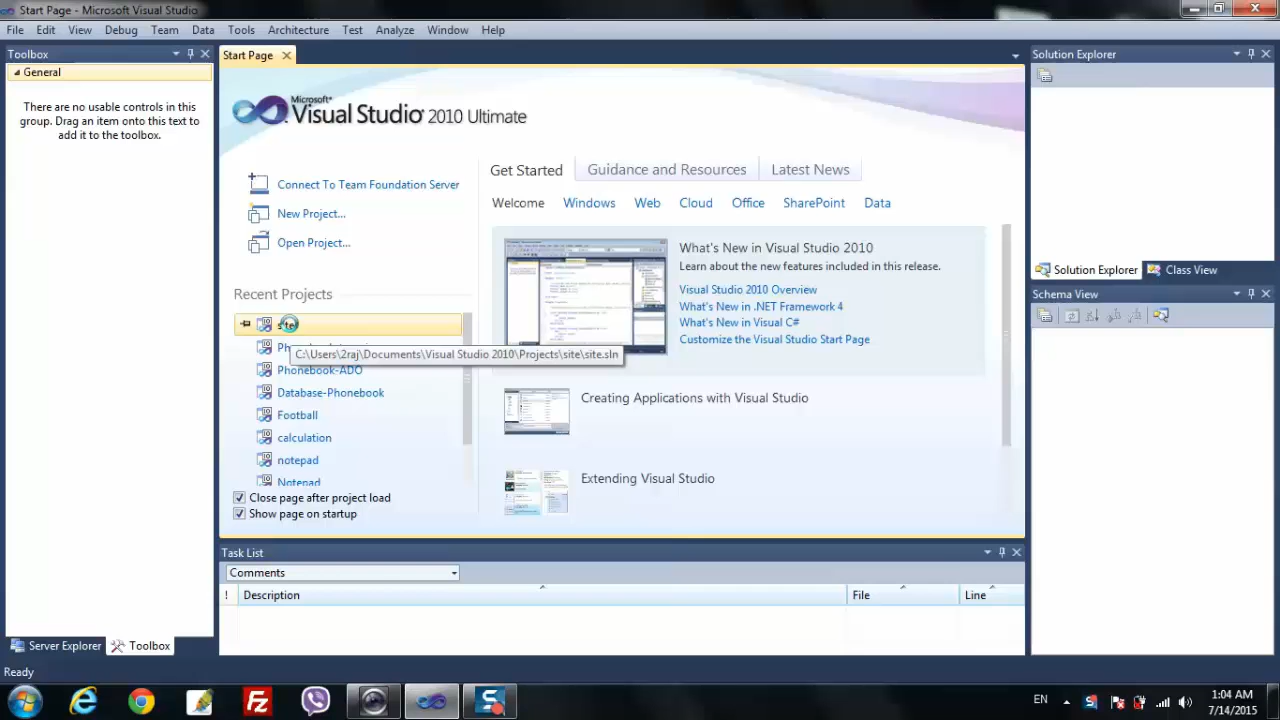 Start Page - Microsoft Visual Studio
File Edit View Debug Team Data Tools Architecture Test Analyze Window Help
Toolbox
General
There are no usable controls in this
group. Drag an item onto this text to
add it to the toolbox.
Server Explorer Toolbox
Start Page
Microsoft
Visual Studio 2010 Ultimate
Connect To Team Foundation Server
New Project...
Open Project...
Recent Projects
C:\Users\2raj\Documents\Visual Studio 2010\Projects\site\site.sln
Phonebook-ADO
Database-Phonebook
Football
calculation
notepad
Notepad
Close page after project load
Show page on startup
Get Started Guidance and Resources Latest News
Welcome Windows Web Cloud Office SharePoint Data
What's New in Visual Studio 2010
Learn about the new features included in this release.
Visual Studio 2010 Overview
What's New in .NET Framework 4
What's New in Visual C#
Customize the Visual Studio Start Page
Creating Applications with Visual Studio
Extending Visual Studio
Task List
Comments
! Description File Line
Solution Explorer
Solution Explorer Class View
Schema View
Ready
EN
1:04 AM
7/14/2015